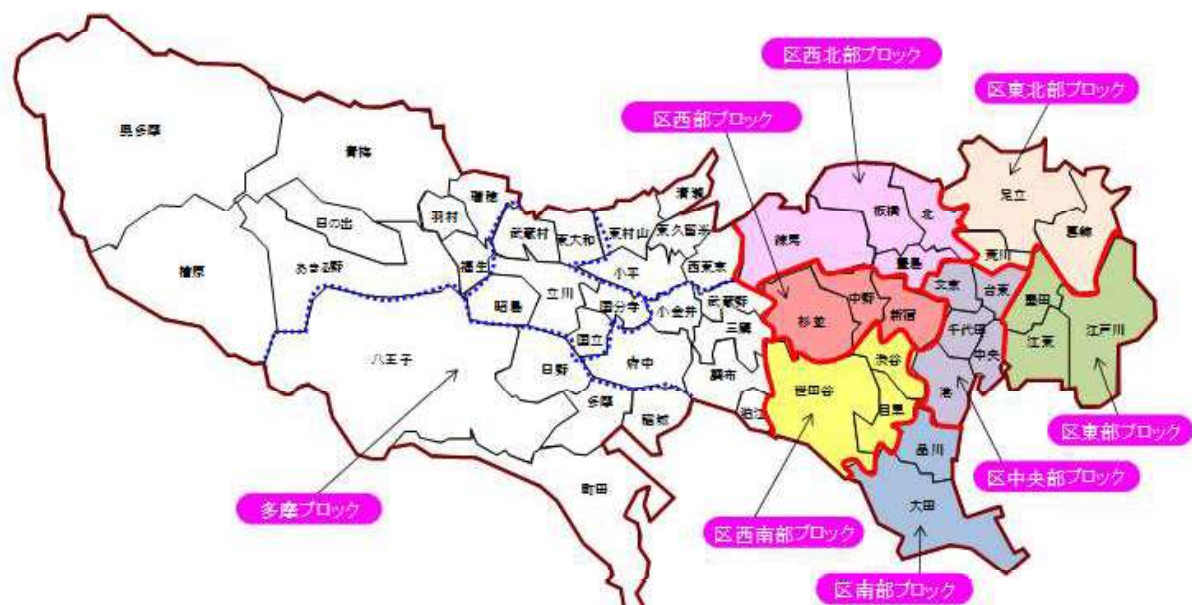 区西北部ブロック
区東北部ブロック
区西部ブロック
奥多摩
青梅
瑞穂
清瀬
羽村
日の出
武蔵村
東大和
東村山
東久留米
練馬
板橋
北
足立
葛飾
荒川
豊島
檜原
あきる野
福生
小平
西東京
昭島
立川
国分寺
小金井
武蔵野
三鷹
杉並
中野
新宿
文京
台東
墨田
千代田
江東
江戸川
中央
国立
八王子
日野
府中
調布
世田谷
渋谷
目黒
港
多摩
稲城
狛江
品川
区東部ブロック
町田
区中央部ブロック
多摩ブロック
大田
区西南部ブロック
区南部ブロック